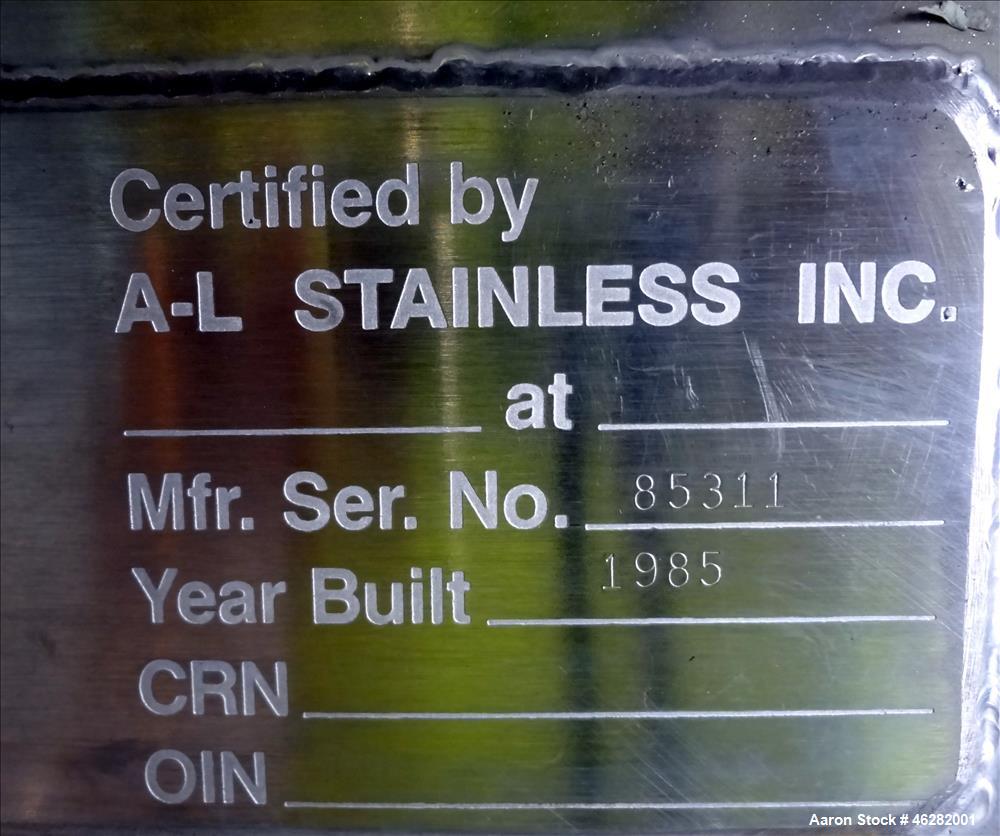 Certified by
A-L STAINLESS INC.
at
Mfr. Ser. No. 85311
Year Built 1985
CRN
OIN
Aaron Stock # 46282001